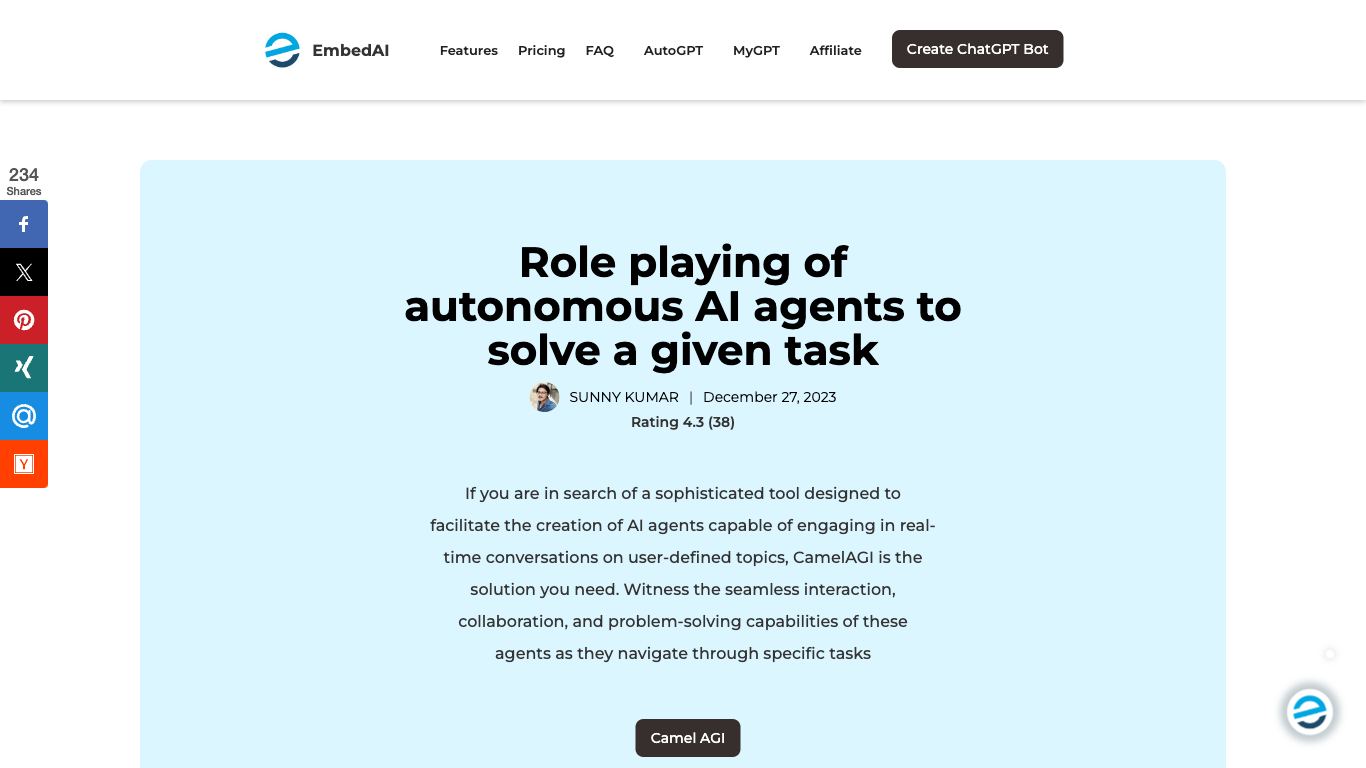 EmbedAI
Features Pricing FAQ AutoGPT MyGPT Affiliate Create ChatGPT Bot
234
Shares
Role playing of
autonomous AI agents to
solve a given task
SUNNY KUMAR | December 27, 2023
Rating 4.3 (38)
If you are in search of a sophisticated tool designed to
facilitate the creation of AI agents capable of engaging in real-
time conversations on user-defined topics, CamelAGI is the
solution you need. Witness the seamless interaction,
collaboration, and problem-solving capabilities of these
agents as they navigate through specific tasks
Camel AGI